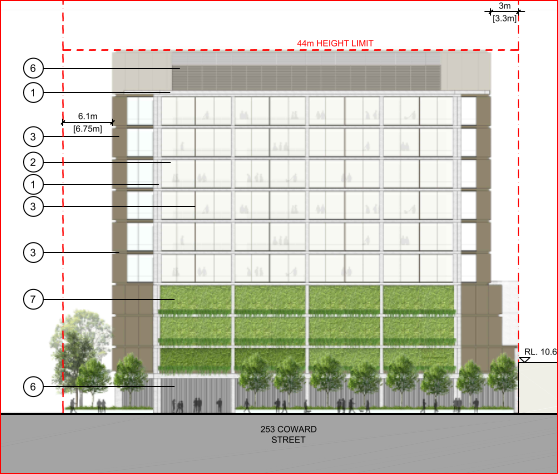 3m
[3.3m]
44m HEIGHT LIMIT
6
1
6.1m
[6.75m]
3
2
1
3
3
7
RL. 10.6
6
253 COWARD
STREET